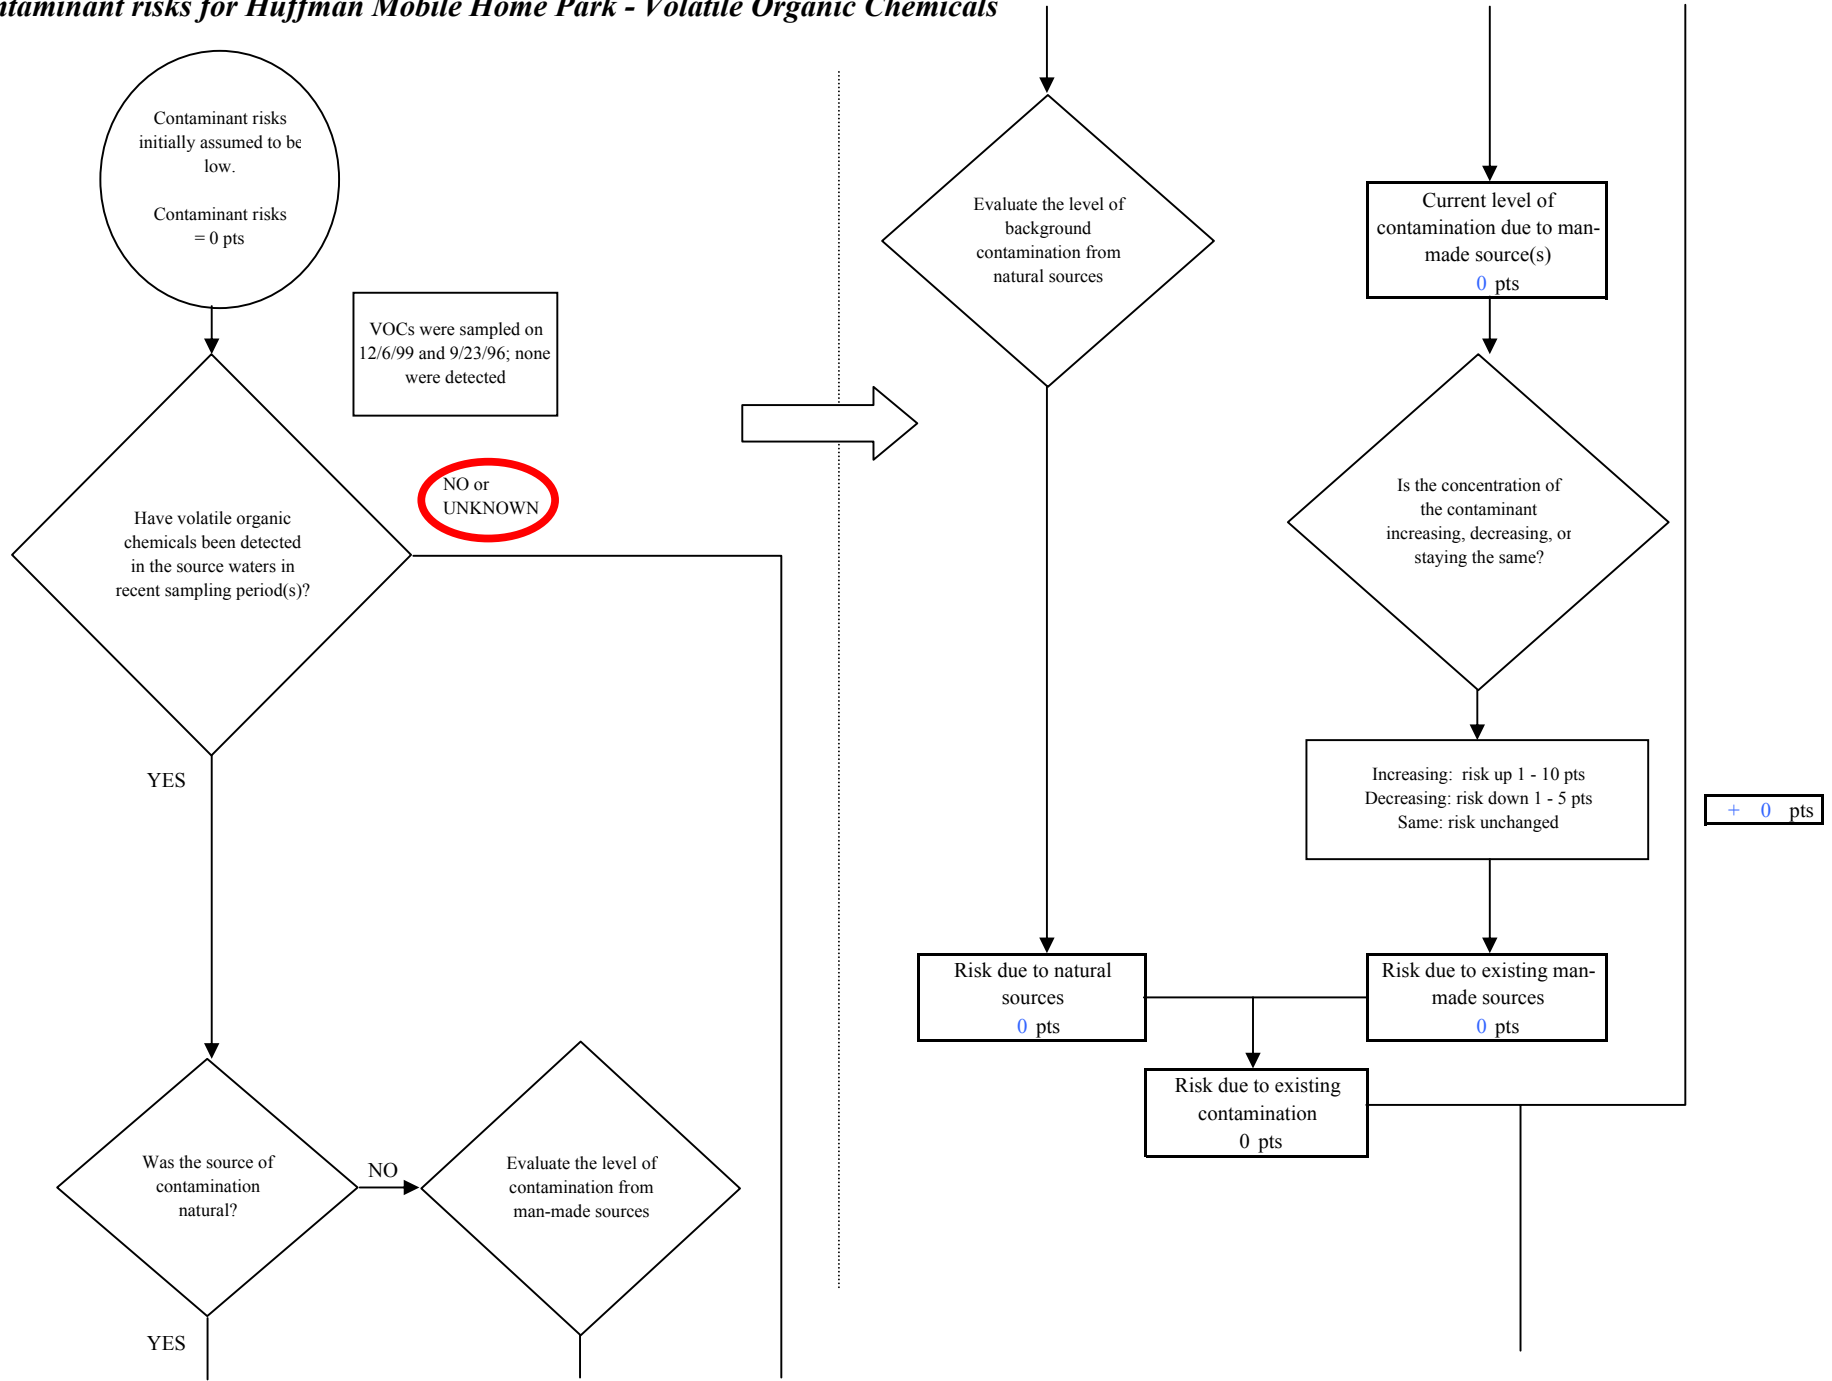 ntaminant risks for Huffman Mobile Home Park - Volatile Organic Chemicals
Contaminant risks
initially assumed to be
low.
Contaminant risks
= 0 pts
VOCs were sampled on
12/6/99 and 9/23/96; none
were detected
NO or
UNKNOWN
Have volatile organic
chemicals been detected
in the source waters in
recent sampling period(s)?
YES
Was the source of
contamination
natural?
NO
Evaluate the level of
contamination from
man-made sources
YES
Evaluate the level of
background
contamination from
natural sources
Current level of
contamination due to man-
made source(s)
0 pts
Is the concentration of
the contaminant
increasing, decreasing, or
staying the same?
Increasing: risk up 1 - 10 pts
Decreasing: risk down 1 - 5 pts
Same: risk unchanged
+ 0 pts
Risk due to natural
sources
0 pts
Risk due to existing man-
made sources
0 pts
Risk due to existing
contamination
0 pts